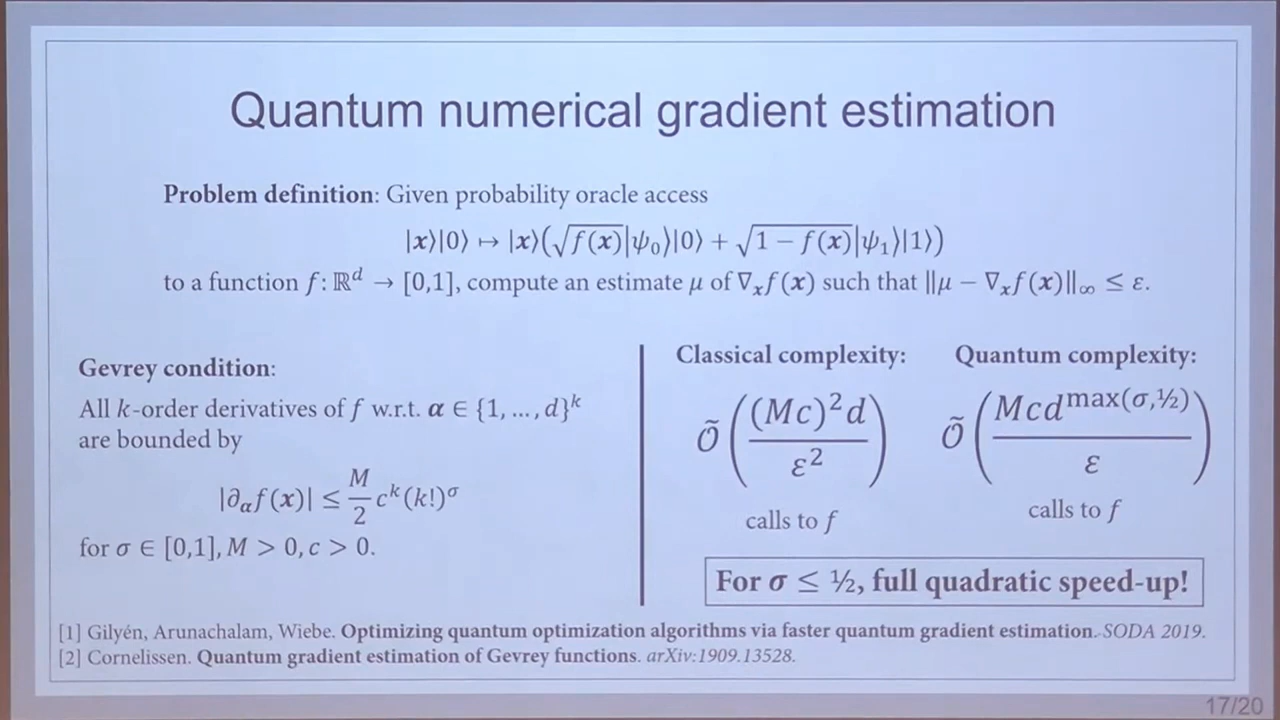 Quantum numerical gradient estimation
Problem definition: Given probability oracle access
|x⟩|0⟩ ↦ |x⟩(√f(x)|ψ₀⟩|0⟩ + √1 − f(x)|ψ₁⟩|1⟩)
to a function f: ℝᵈ → [0,1], compute an estimate μ of ∇ₓf(x) such that ‖μ − ∇ₓf(x)‖∞ ≤ ε.
Gevrey condition:
All k-order derivatives of f w.r.t. α ∈ {1, …, d}ᵏ
are bounded by
|∂_α f(x)| ≤ M/2 cᵏ(k!)^σ
for σ ∈ [0,1], M > 0, c > 0.
Classical complexity:
Õ((Mc)²d / ε²)
calls to f
Quantum complexity:
Õ(Mcd^max(σ,½) / ε)
calls to f
For σ ≤ ½, full quadratic speed-up!
[1] Gilyén, Arunachalam, Wiebe. Optimizing quantum optimization algorithms via faster quantum gradient estimation. SODA 2019.
[2] Cornelissen. Quantum gradient estimation of Gevrey functions. arXiv:1909.13528.
17/20